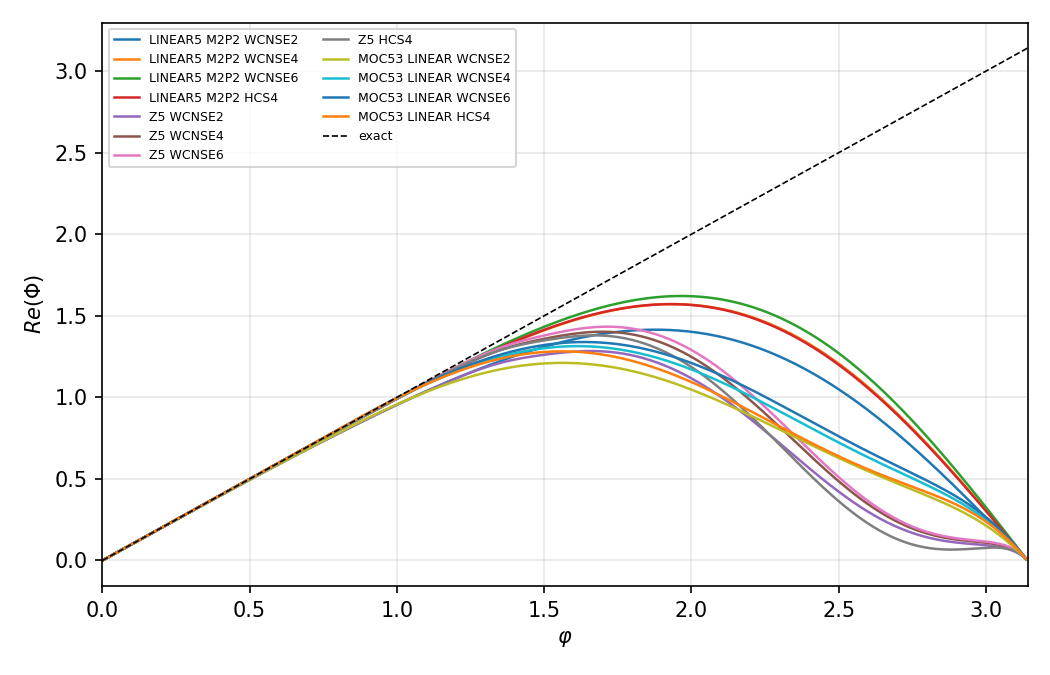 LINEAR5 M2P2 WCNSE2
LINEAR5 M2P2 WCNSE4
LINEAR5 M2P2 WCNSE6
LINEAR5 M2P2 HCS4
Z5 WCNSE2
Z5 WCNSE4
Z5 WCNSE6
Z5 HCS4
MOC53 LINEAR WCNSE2
MOC53 LINEAR WCNSE4
MOC53 LINEAR WCNSE6
MOC53 LINEAR HCS4
exact
3.0
2.5
2.0
1.5
1.0
0.5
0.0
Re(Φ)
0.0 0.5 1.0 1.5 2.0 2.5 3.0
φ